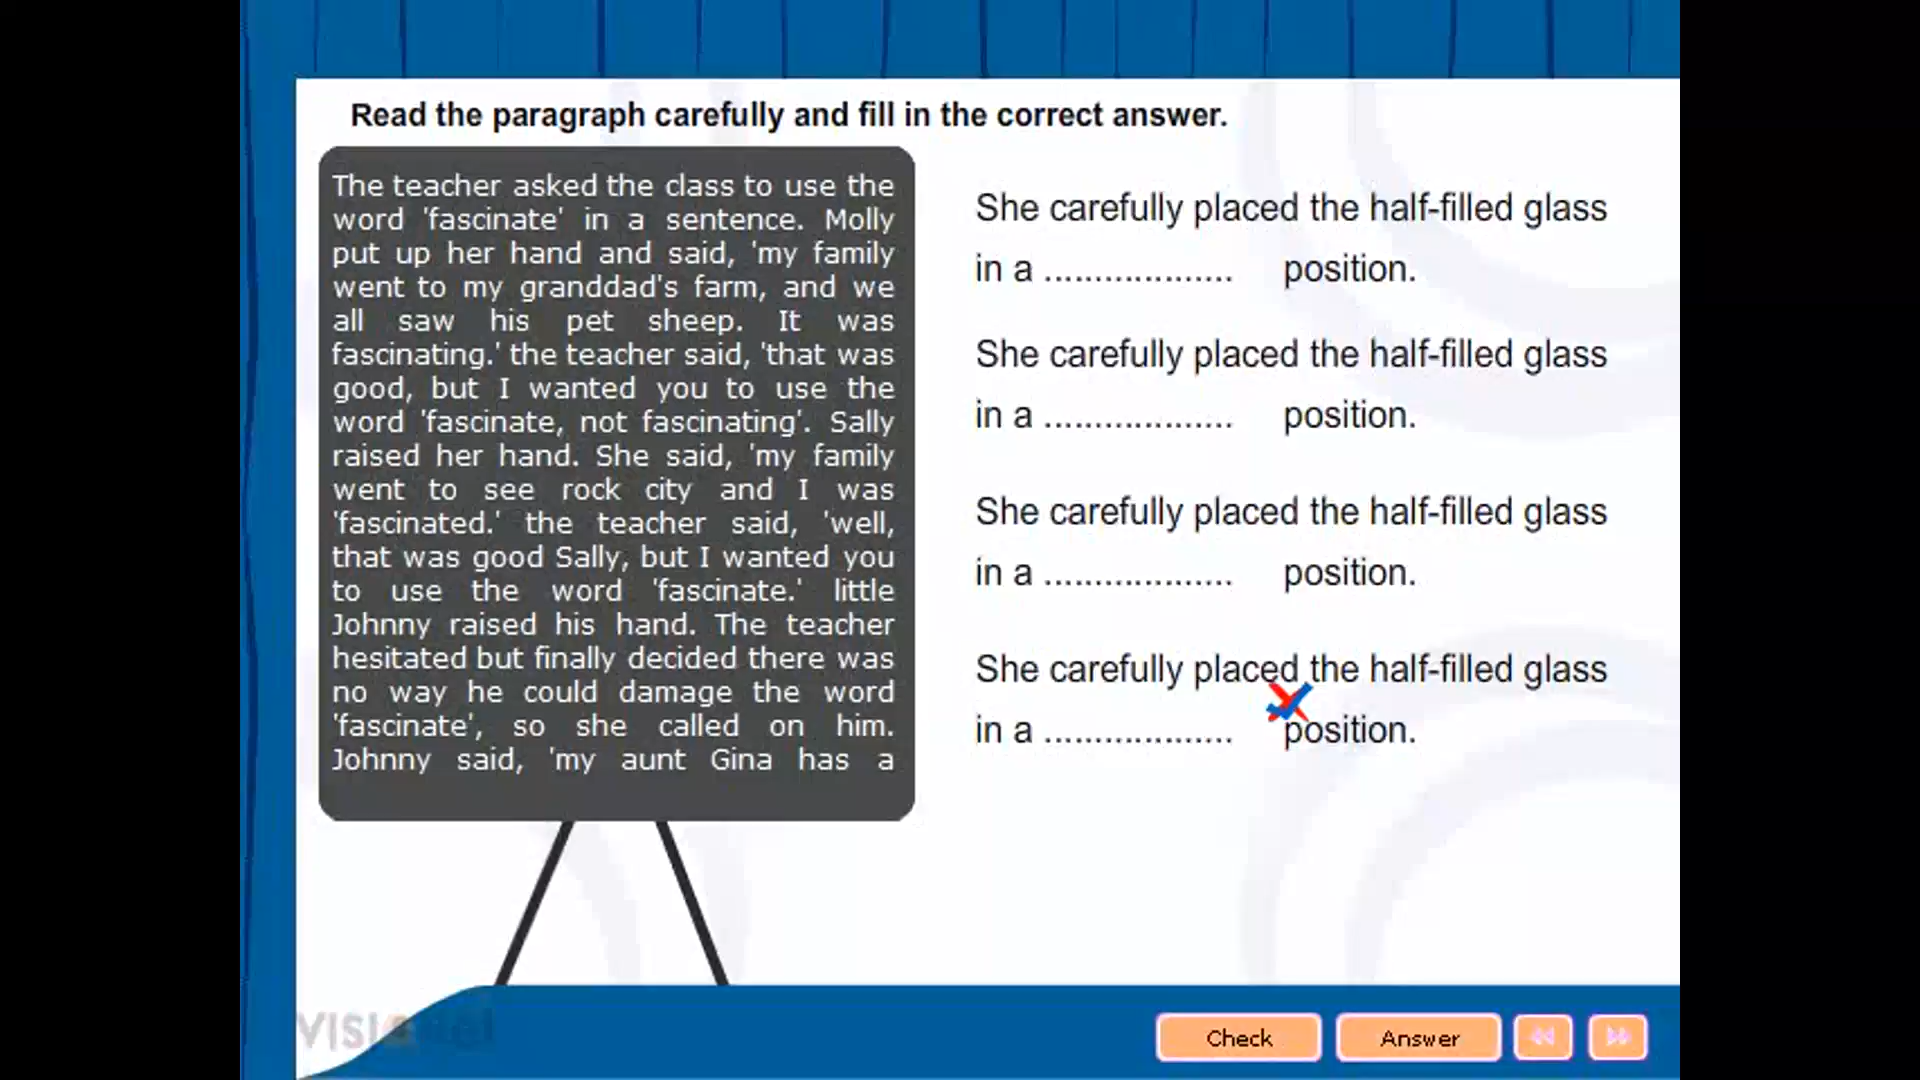 Read the paragraph carefully and fill in the correct answer.
The teacher asked the class to use the
word 'fascinate' in a sentence. Molly
put up her hand and said, 'my family
went to my granddad's farm, and we
all saw his pet sheep. It was
fascinating.' the teacher said, 'that was
good, but I wanted you to use the
word 'fascinate, not fascinating'. Sally
raised her hand. She said, 'my family
went to see rock city and I was
'fascinated.' the teacher said, 'well,
that was good Sally, but I wanted you
to use the word 'fascinate.' little
Johnny raised his hand. The teacher
hesitated but finally decided there was
no way he could damage the word
'fascinate', so she called on him.
Johnny said, 'my aunt Gina has a
She carefully placed the half-filled glass
in a ................... position.
She carefully placed the half-filled glass
in a ................... position.
She carefully placed the half-filled glass
in a ................... position.
She carefully placed the half-filled glass
in a ................... position.
Check
Answer